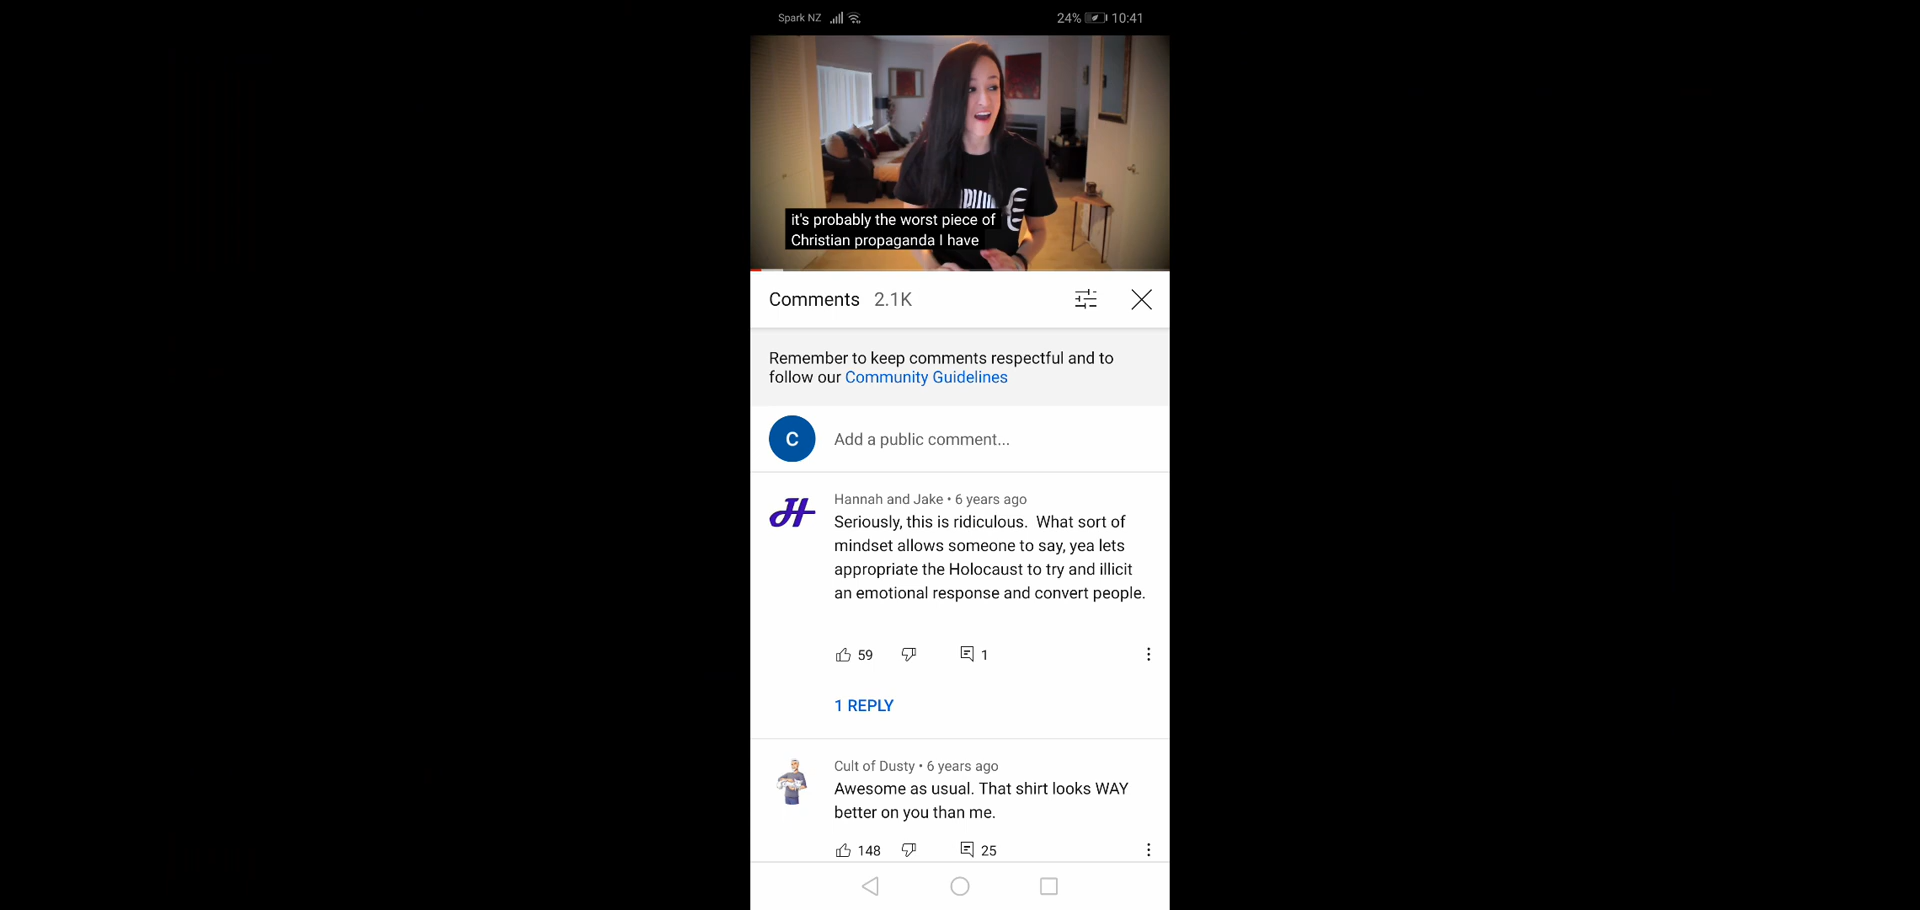 Spark NZ
24% 10:41
it's probably the worst piece of
Christian propaganda I have
Comments 2.1K
Remember to keep comments respectful and to
follow our Community Guidelines
C
Add a public comment...
Hannah and Jake • 6 years ago
Seriously, this is ridiculous.  What sort of
mindset allows someone to say, yea lets
appropriate the Holocaust to try and illicit
an emotional response and convert people.
59
1
1 REPLY
Cult of Dusty • 6 years ago
Awesome as usual. That shirt looks WAY
better on you than me.
148
25